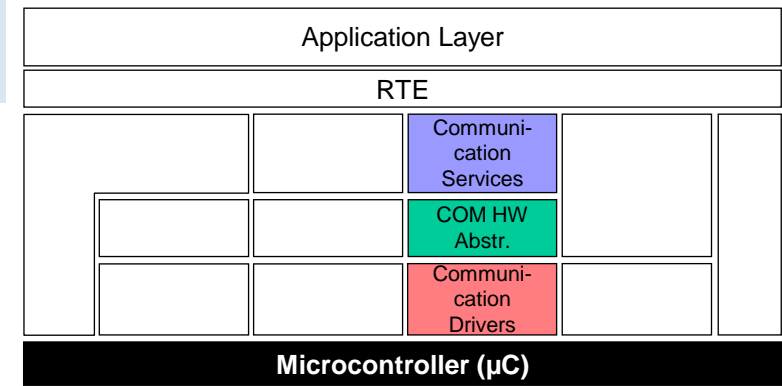 Application Layer
RTE
Communi-
cation
Services
COM HW
Abstr.
Communi-
cation
Drivers
Microcontroller (µC)